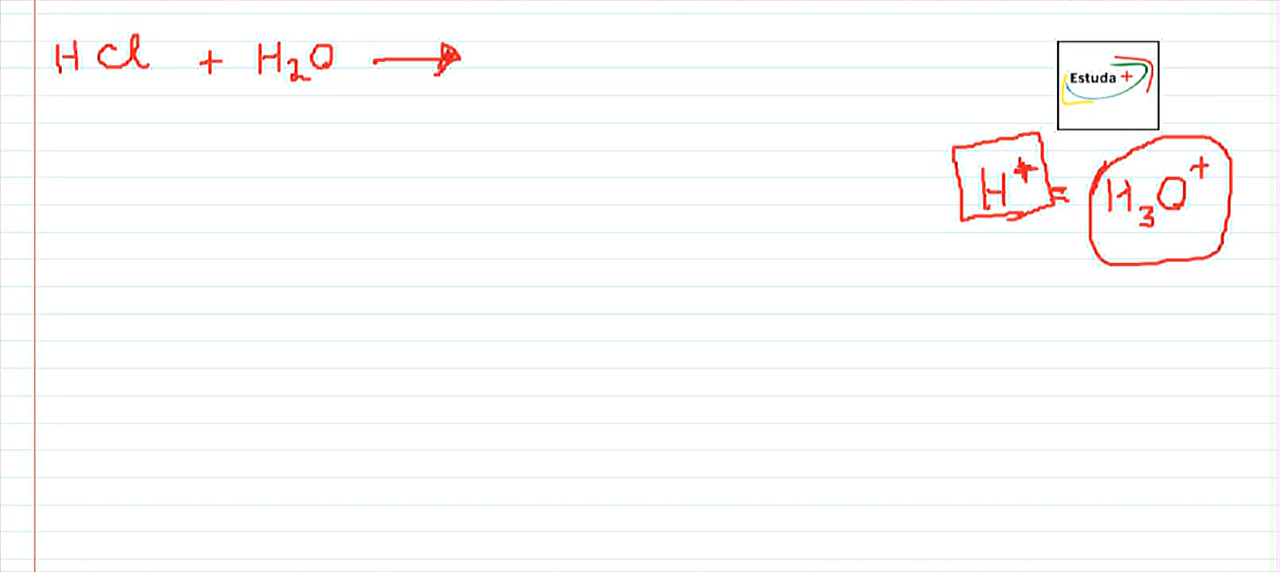 HCl + H₂O ⟶
Estuda +
H⁺ = H₃O⁺